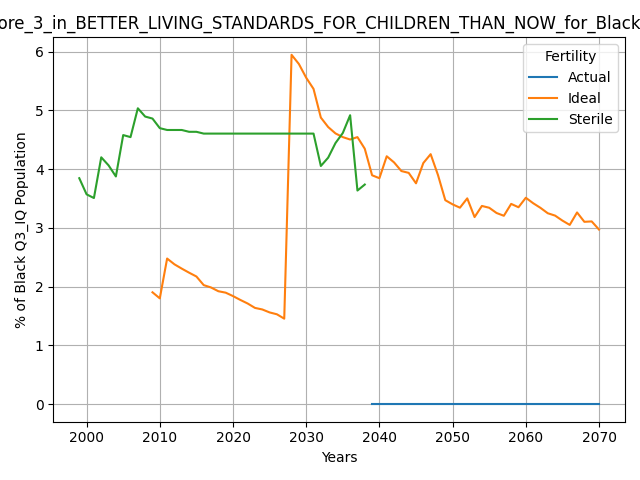 ore_3_in_BETTER_LIVING_STANDARDS_FOR_CHILDREN_THAN_NOW_for_Black
6
5
4
3
2
1
0
% of Black Q3_IQ Population
Fertility
Actual
Ideal
Sterile
2000
2010
2020
2030
2040
2050
2060
2070
Years